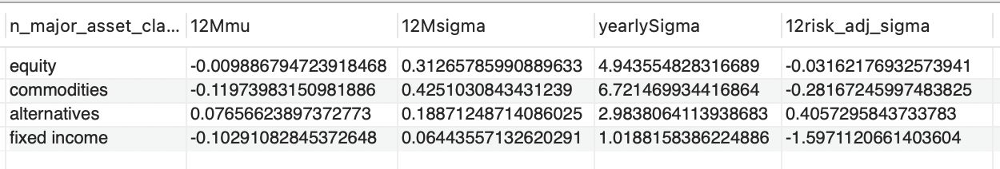 n_major_asset_cla... 12Mmu 12Msigma yearlySigma 12risk_adj_sigma
equity -0.009886794723918468 0.31265785990889633 4.943554828316689 -0.03162176932573941
commodities -0.11973983150981886 0.4251030843431239 6.721469934416864 -0.28167245997483825
alternatives 0.07656623897372773 0.18871248714086025 2.9838064113938683 0.4057295843733783
fixed income -0.10291082845372648 0.06443557132620291 1.0188158386224886 -1.5971120661403604